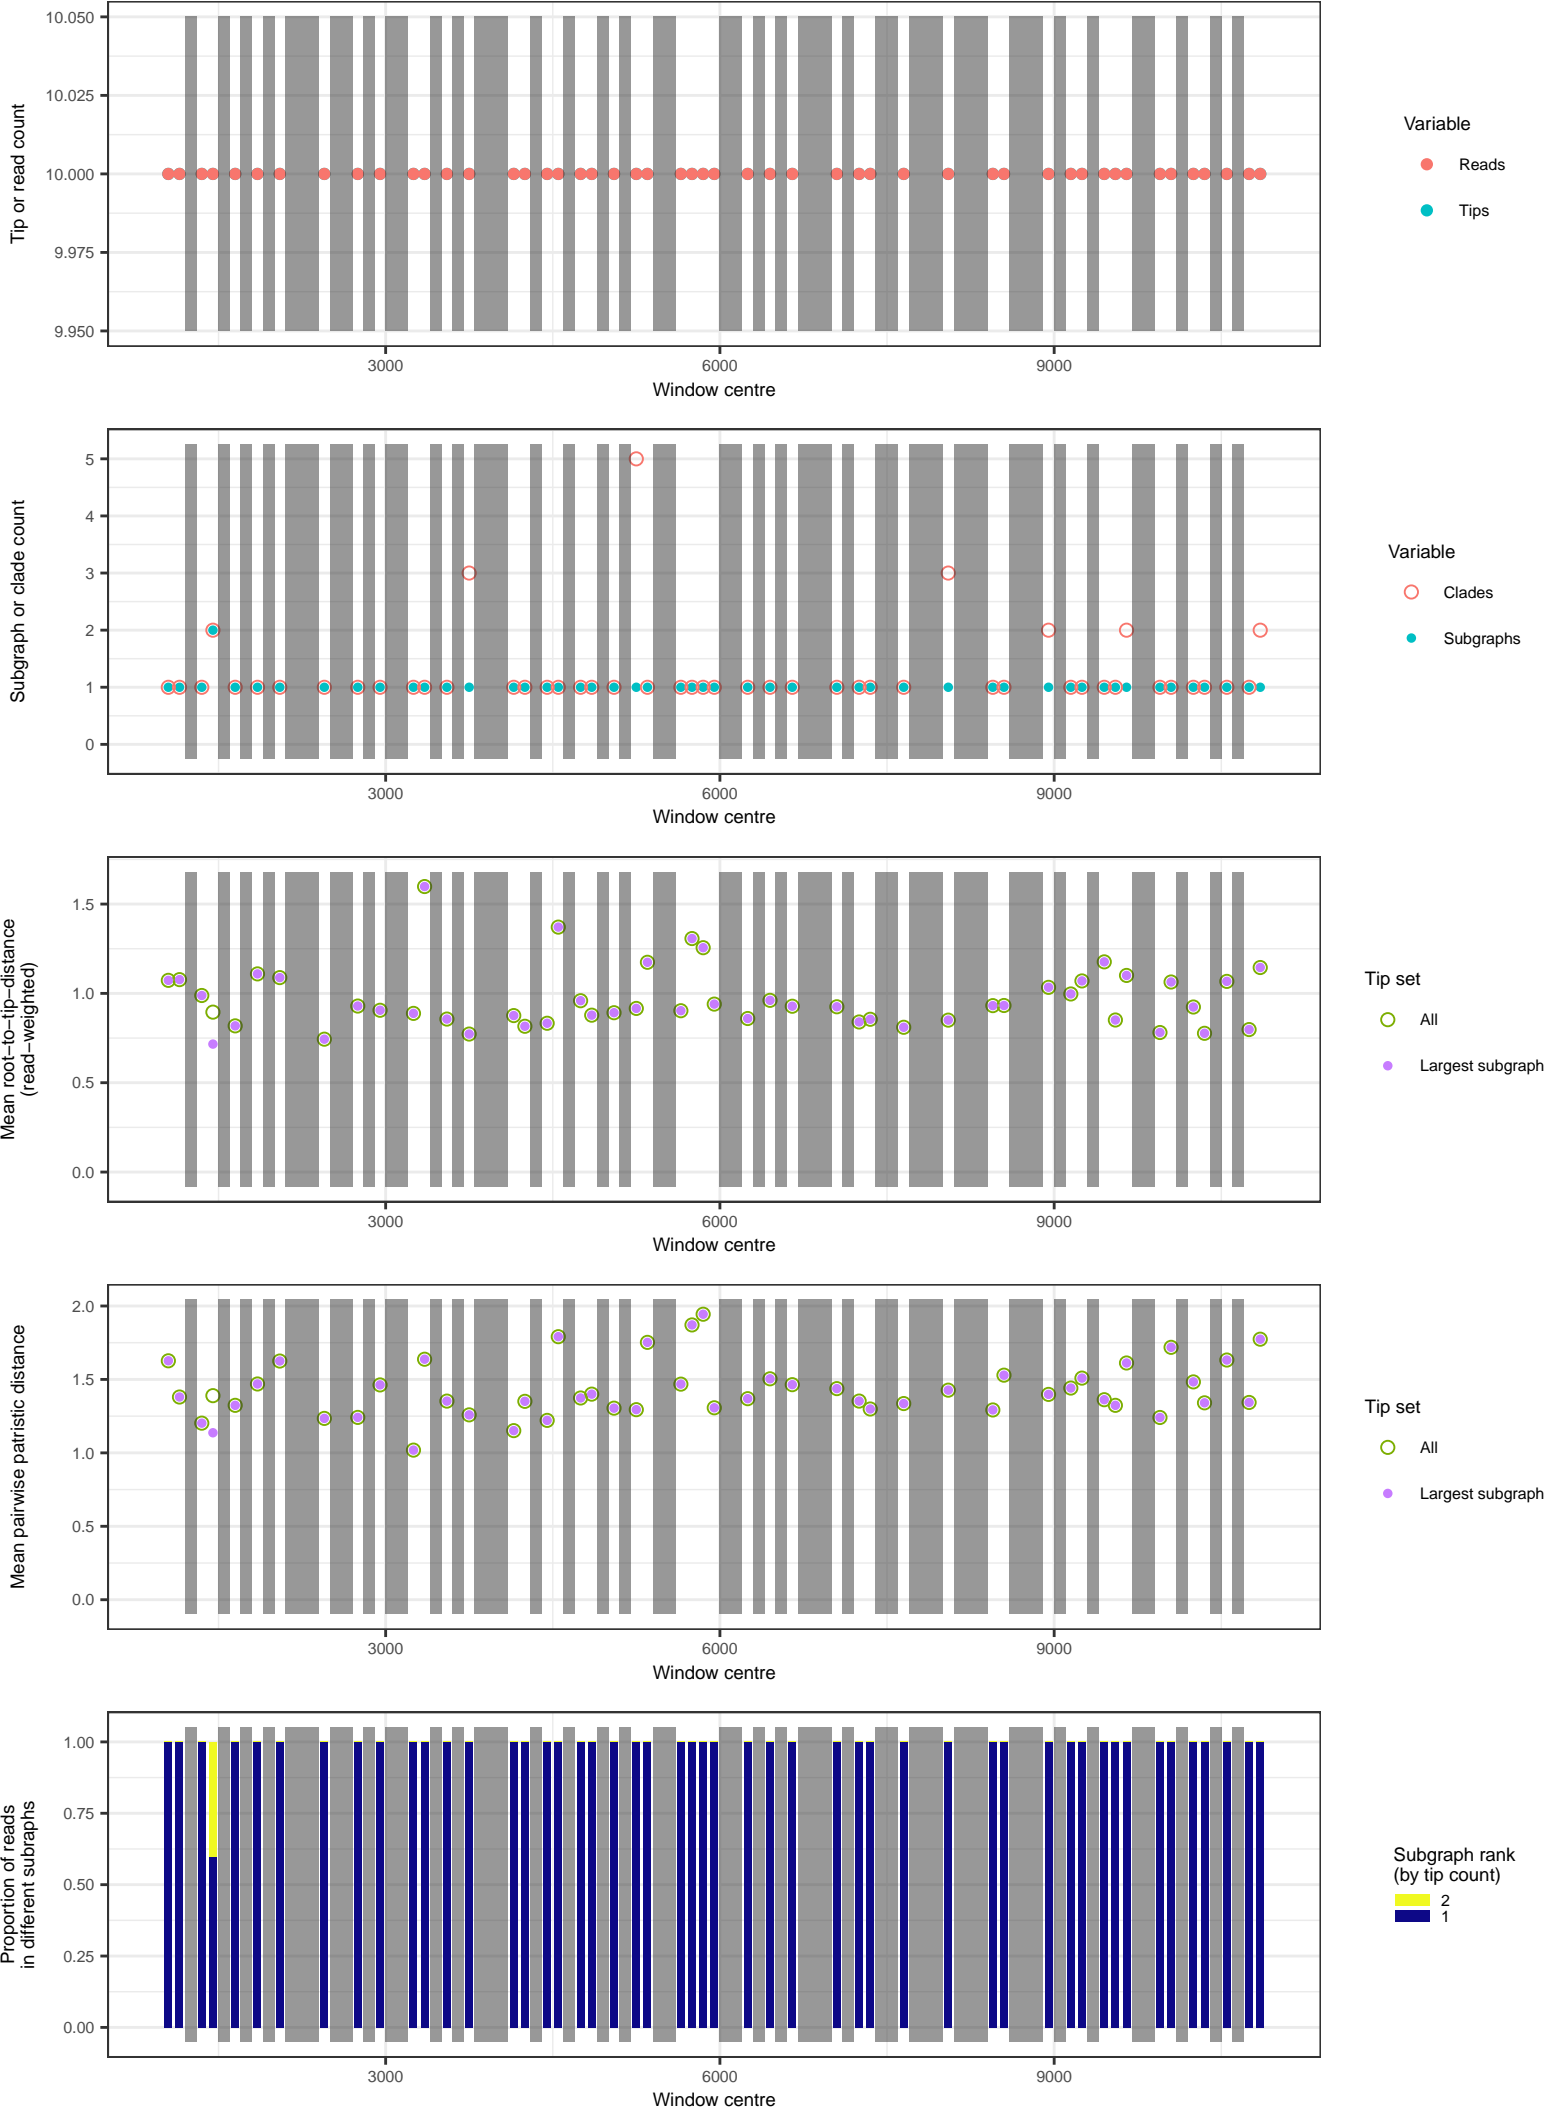 10.050
10.025
10.000
9.975
9.950
Tip or read count
3000
6000
9000
Window centre
Variable
Reads
Tips
5
4
3
2
1
0
Subgraph or clade count
3000
6000
9000
Window centre
Variable
Clades
Subgraphs
1.5
1.0
0.5
0.0
Mean root−to−tip−distance
(read−weighted)
3000
6000
9000
Window centre
Tip set
All
Largest subgraph
2.0
1.5
1.0
0.5
0.0
Mean pairwise patristic distance
3000
6000
9000
Window centre
Tip set
All
Largest subgraph
1.00
0.75
0.50
0.25
0.00
Proportion of reads
in different subraphs
3000
6000
9000
Window centre
Subgraph rank
(by tip count)
2
1